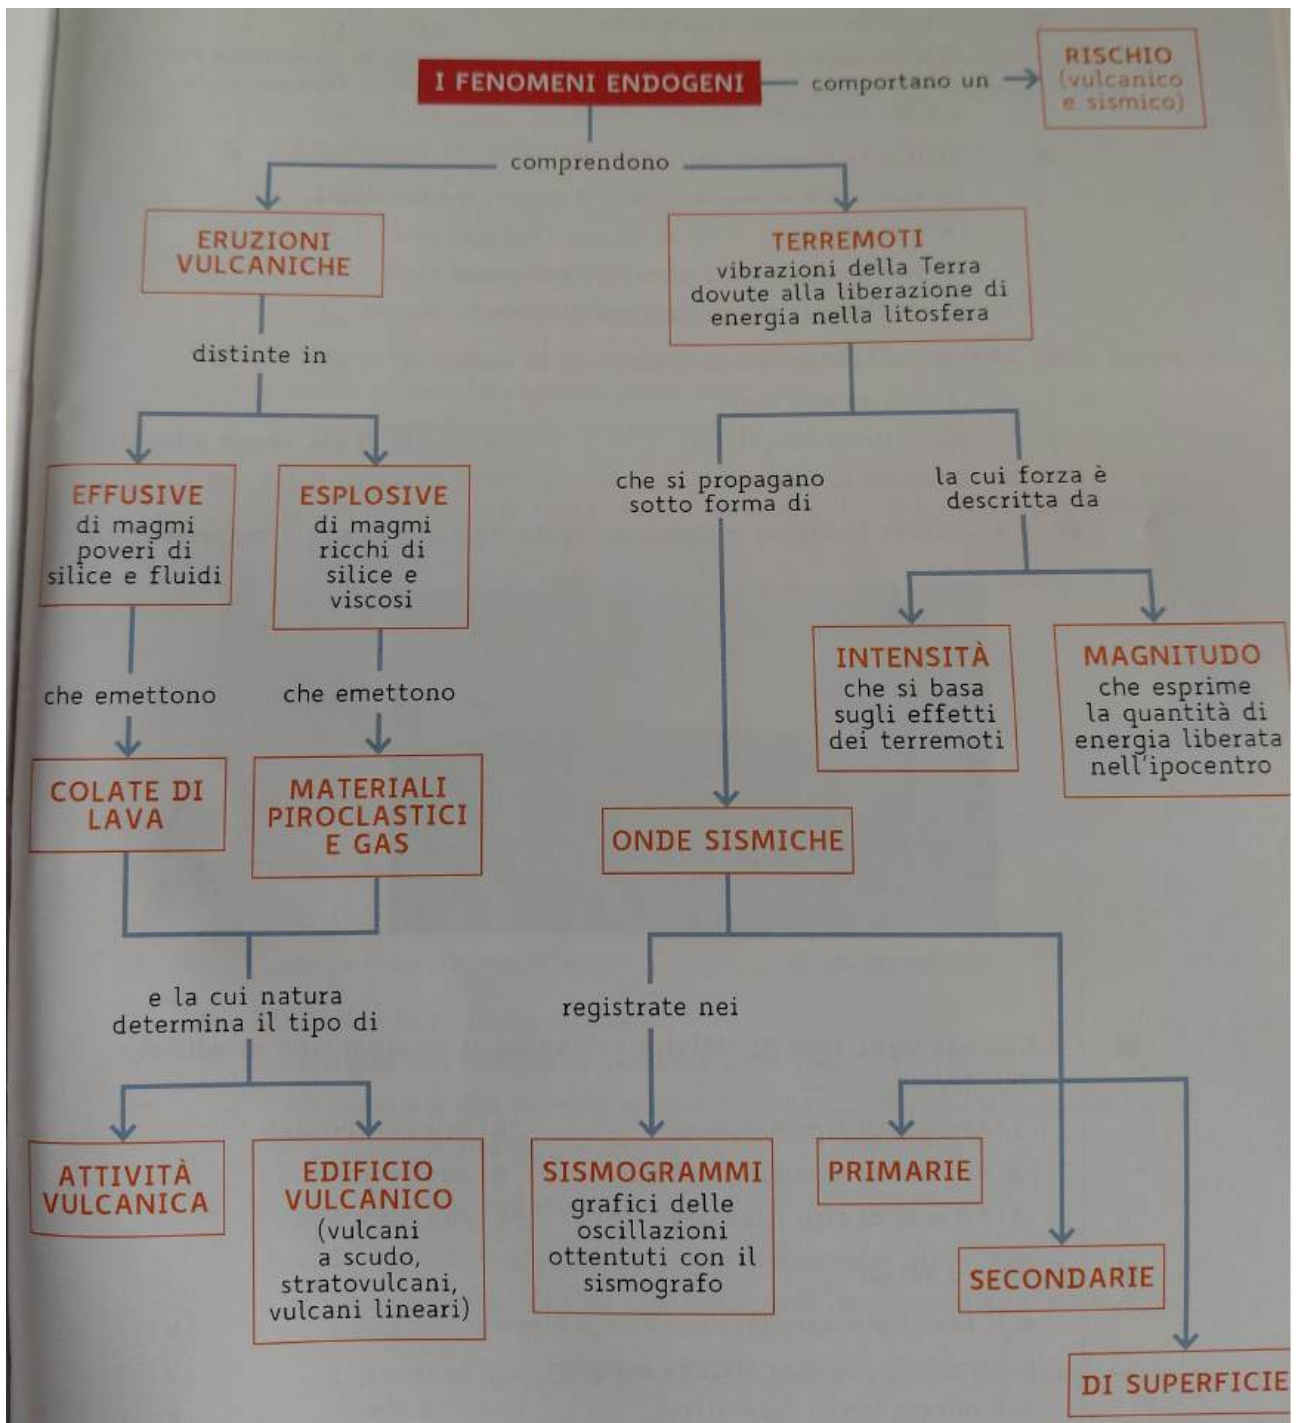 I FENOMENI ENDOGENI
comportano un
RISCHIO
(vulcanico
e sismico)
comprendono
ERUZIONI
VULCANICHE
TERREMOTI
vibrazioni della Terra
dovute alla liberazione di
energia nella litosfera
distinte in
EFFUSIVE
di magmi
poveri di
silice e fluidi
ESPLOSIVE
di magmi
ricchi di
silice e
viscosi
che si propagano
sotto forma di
la cui forza è
descritta da
INTENSITÀ
che si basa
sugli effetti
dei terremoti
MAGNITUDO
che esprime
la quantità di
energia liberata
nell'ipocentro
che emettono
che emettono
COLATE DI
LAVA
MATERIALI
PIROCLASTICI
E GAS
ONDE SISMICHE
e la cui natura
determina il tipo di
registrate nei
ATTIVITÀ
VULCANICA
EDIFICIO
VULCANICO
(vulcani
a scudo,
stratovulcani,
vulcani lineari)
SISMOGRAMMI
grafici delle
oscillazioni
ottentuti con il
sismografo
PRIMARIE
SECONDARIE
DI SUPERFICIE